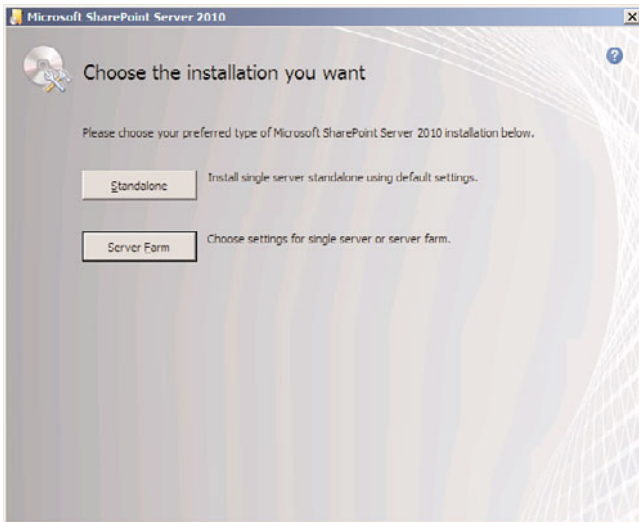 Microsoft SharePoint Server 2010
Choose the installation you want
Please choose your preferred type of Microsoft SharePoint Server 2010 installation below.
Standalone
Install single server standalone using default settings.
Server Farm
Choose settings for single server or server farm.